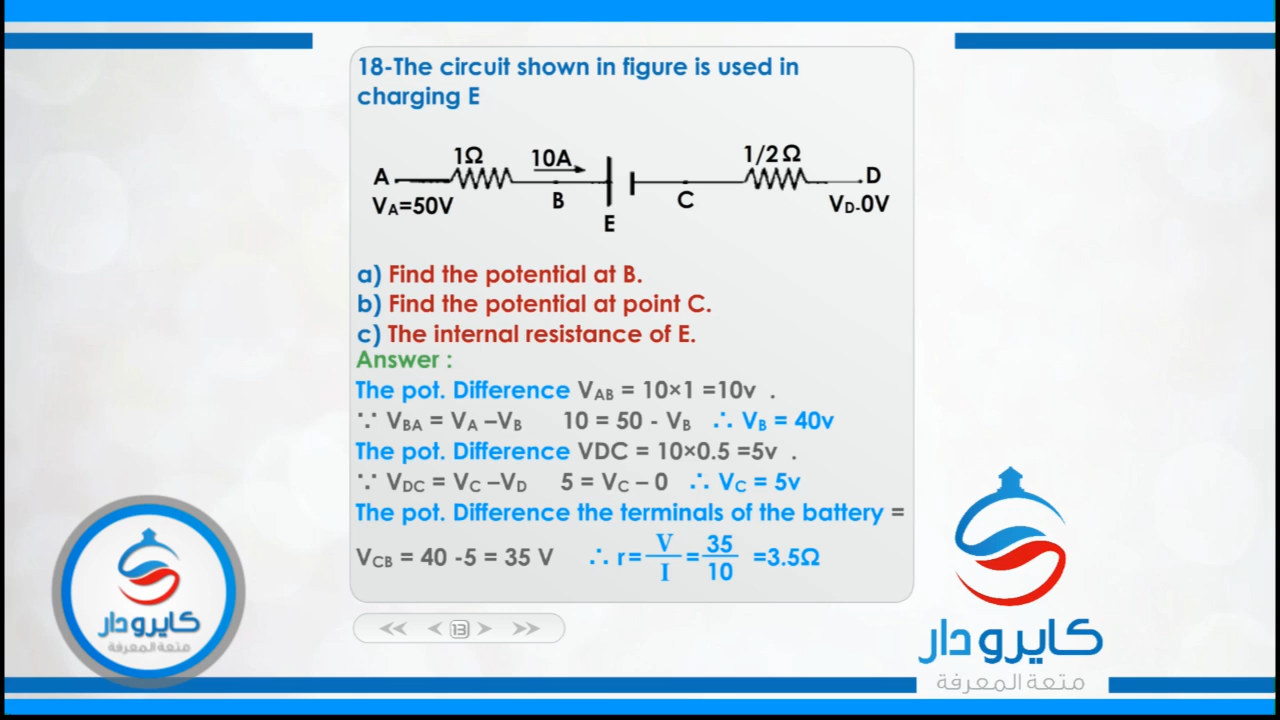 18-The circuit shown in figure is used in
charging E
1Ω 10A 1/2Ω
A B C D
VA=50V E VD-0V
a) Find the potential at B.
b) Find the potential at point C.
c) The internal resistance of E.
Answer :
The pot. Difference VAB = 10×1 =10v .
∵ VBA = VA –VB 10 = 50 - VB ∴ VB = 40v
The pot. Difference VDC = 10×0.5 =5v .
∵ VDC = VC –VD 5 = VC – 0 ∴ VC = 5v
The pot. Difference the terminals of the battery =
VCB = 40 -5 = 35 V ∴ r= V/I = 35/10 =3.5Ω
13
كايرودار
متعة المعرفة
كايرودار
متعة المعرفة